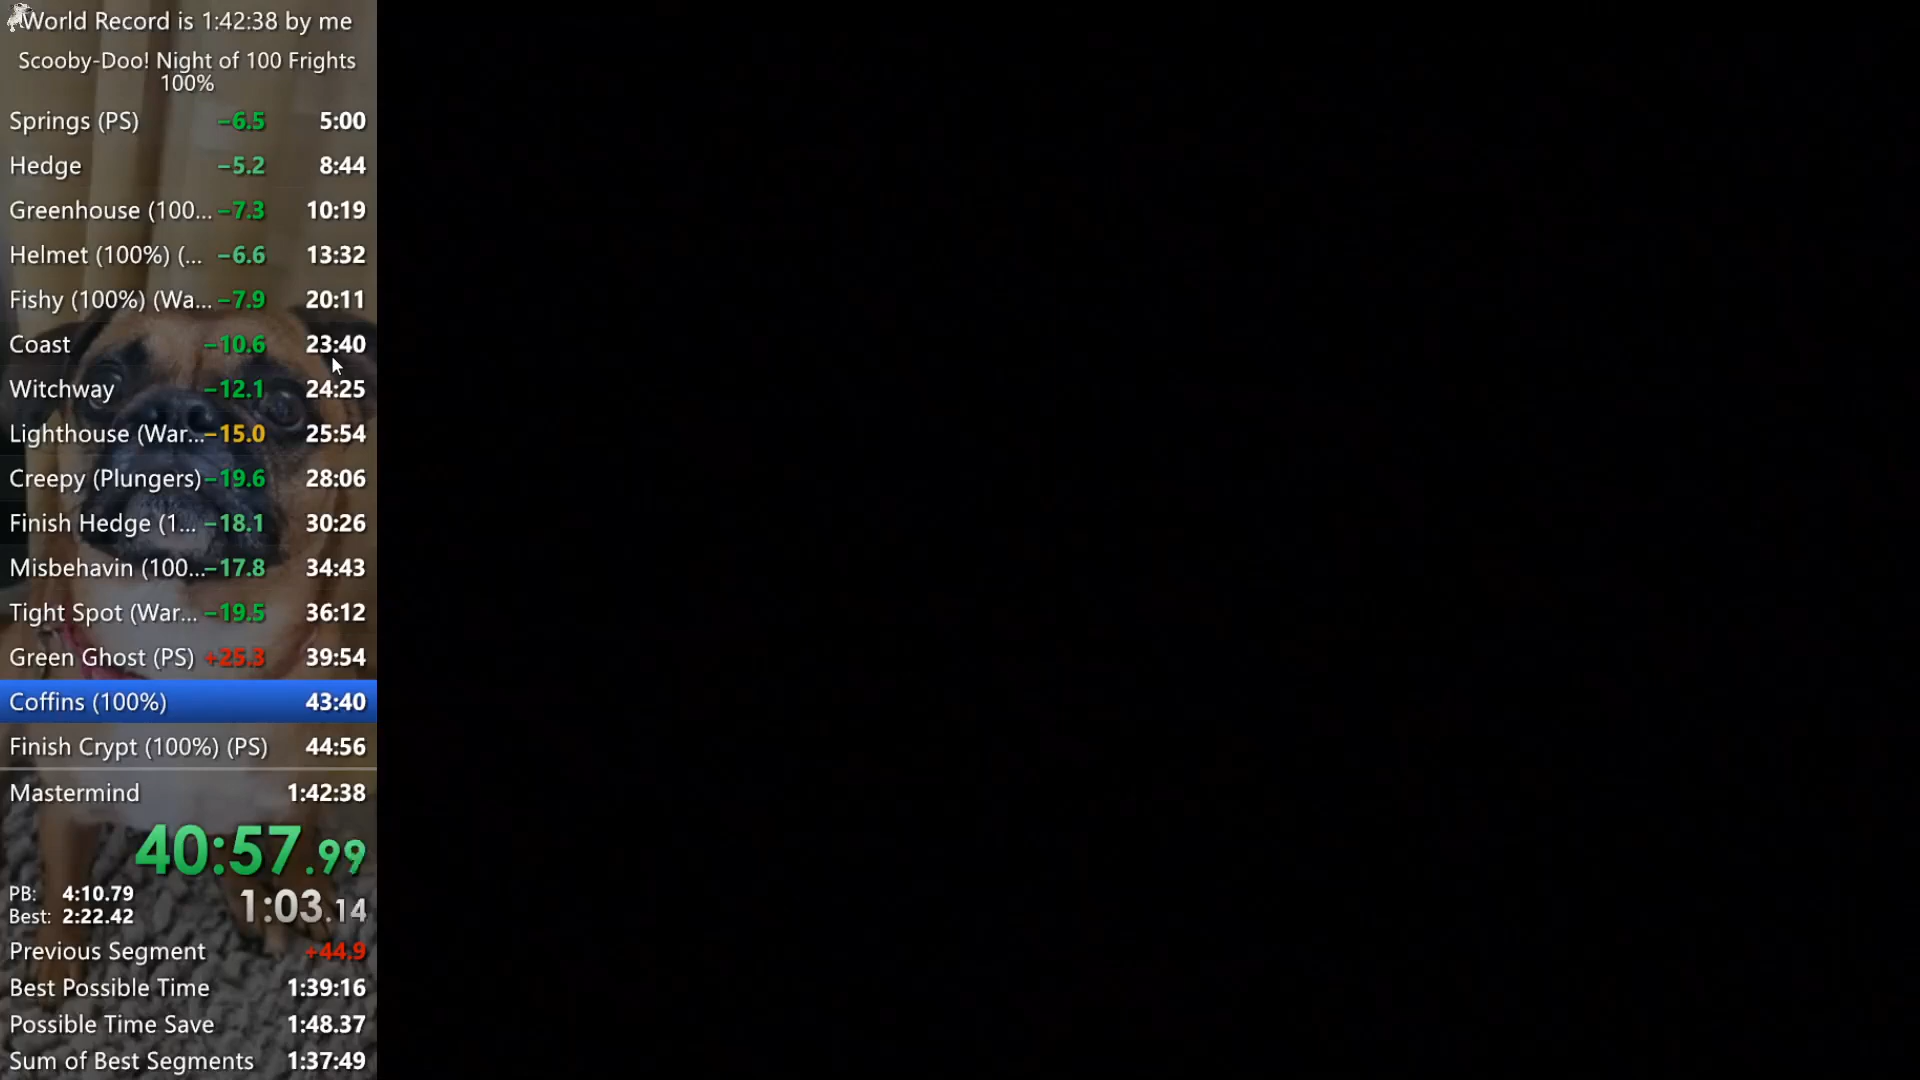 World Record is 1:42:38 by me
Scooby-Doo! Night of 100 Frights
100%
Springs (PS) −6.5 5:00
Hedge −5.2 8:44
Greenhouse (100... −7.3 10:19
Helmet (100%) (... −6.6 13:32
Fishy (100%) (Wa... −7.9 20:11
Coast −10.6 23:40
Witchway −12.1 24:25
Lighthouse (War... −15.0 25:54
Creepy (Plungers) −19.6 28:06
Finish Hedge (1... −18.1 30:26
Misbehavin (100... −17.8 34:43
Tight Spot (War... −19.5 36:12
Green Ghost (PS) +25.3 39:54
Coffins (100%) 43:40
Finish Crypt (100%) (PS) 44:56
Mastermind 1:42:38
40:57.99
PB: 4:10.79
Best: 2:22.42
1:03.14
Previous Segment +44.9
Best Possible Time 1:39:16
Possible Time Save 1:48.37
Sum of Best Segments 1:37:49